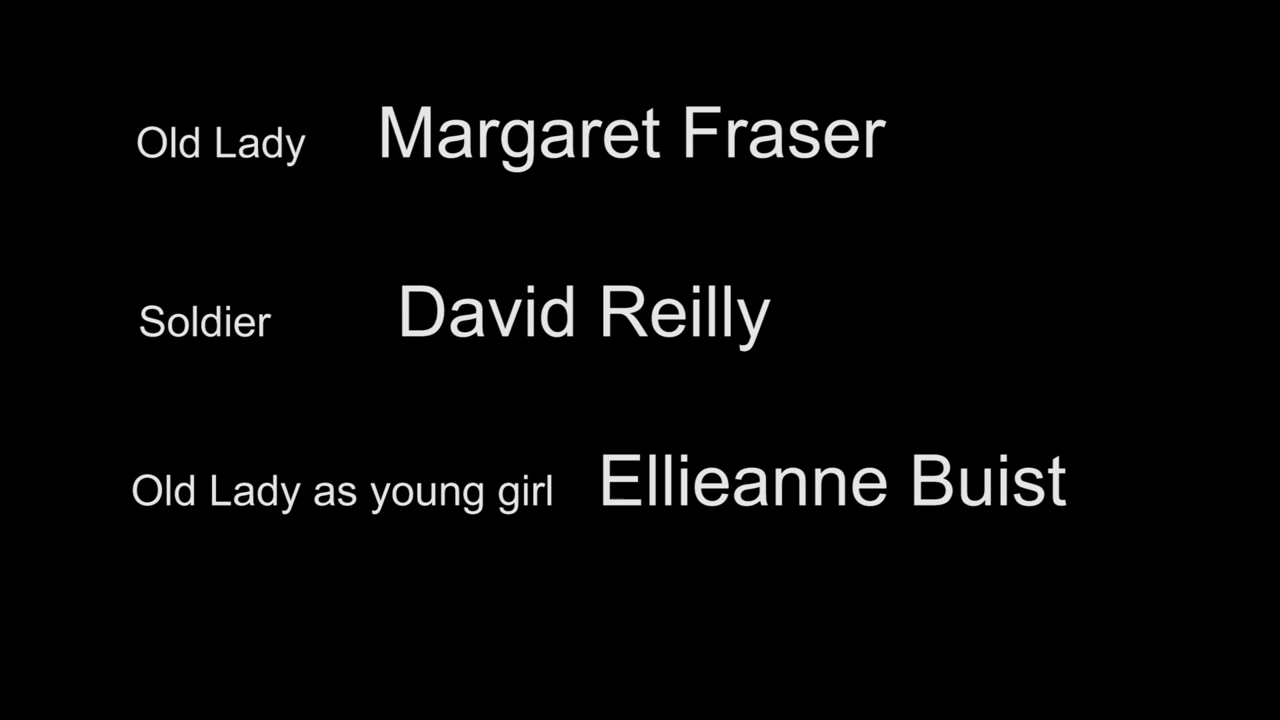 Old Lady Margaret Fraser
Soldier David Reilly
Old Lady as young girl Ellieanne Buist